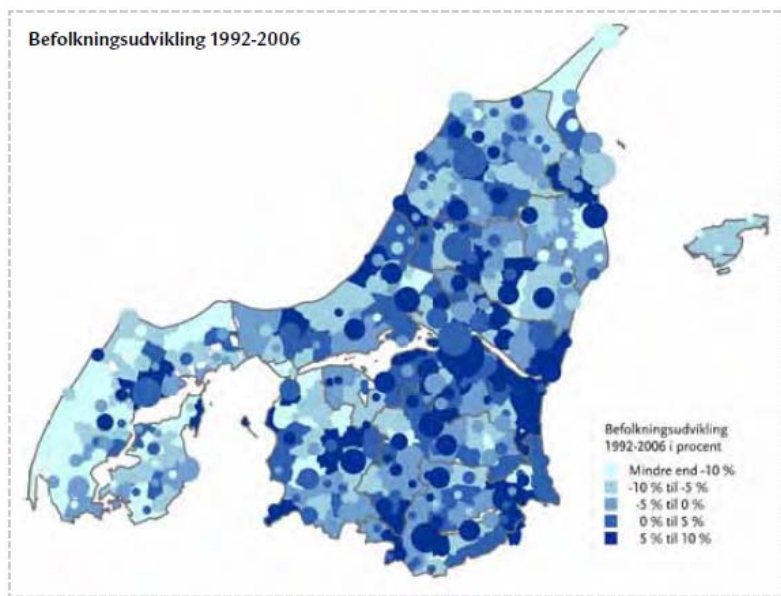 Befolkningsudvikling 1992-2006
Befolkningsudvikling
1992-2006 i procent
Mindre end -10 %
-10 % til -5 %
-5 % til 0 %
0 % til 5 %
5 % til 10 %